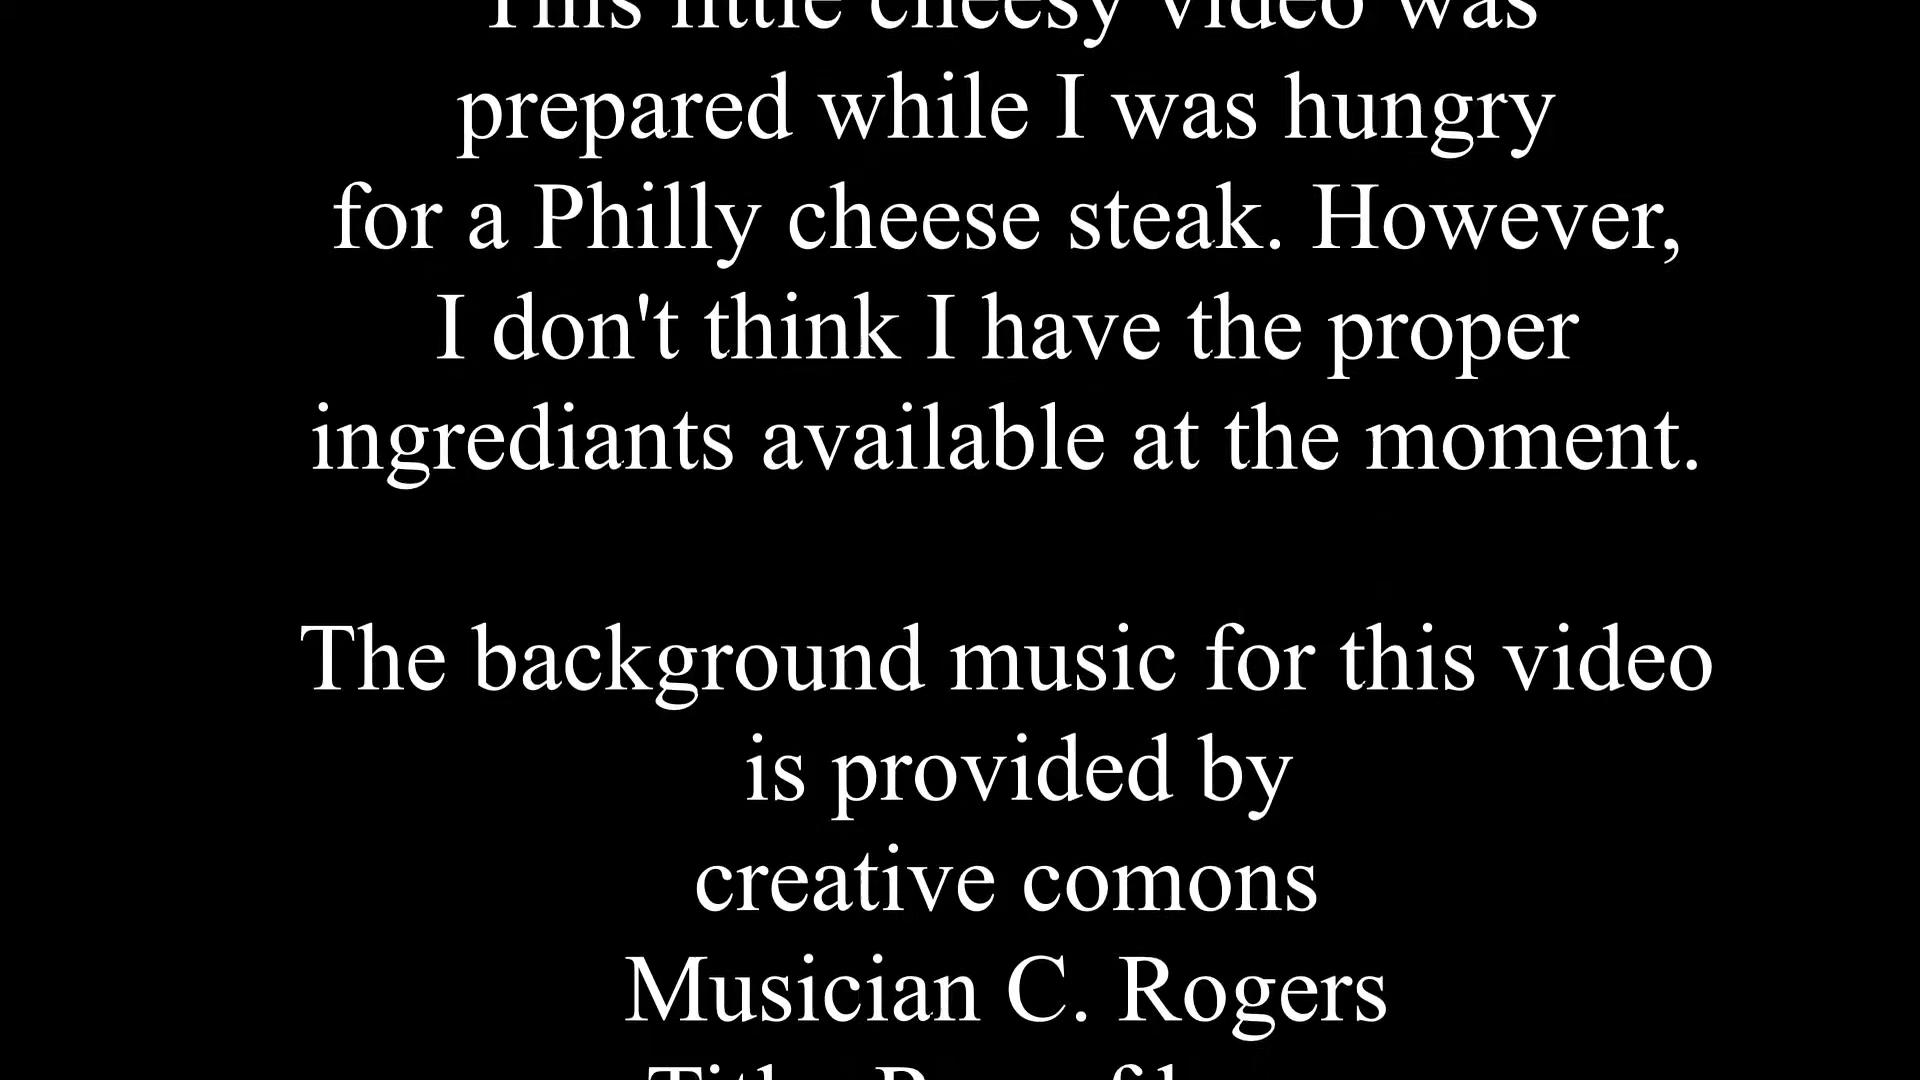 This little cheesy video was
prepared while I was hungry
for a Philly cheese steak. However,
I don't think I have the proper
ingrediants available at the moment.
The background music for this video
is provided by
creative comons
Musician C. Rogers